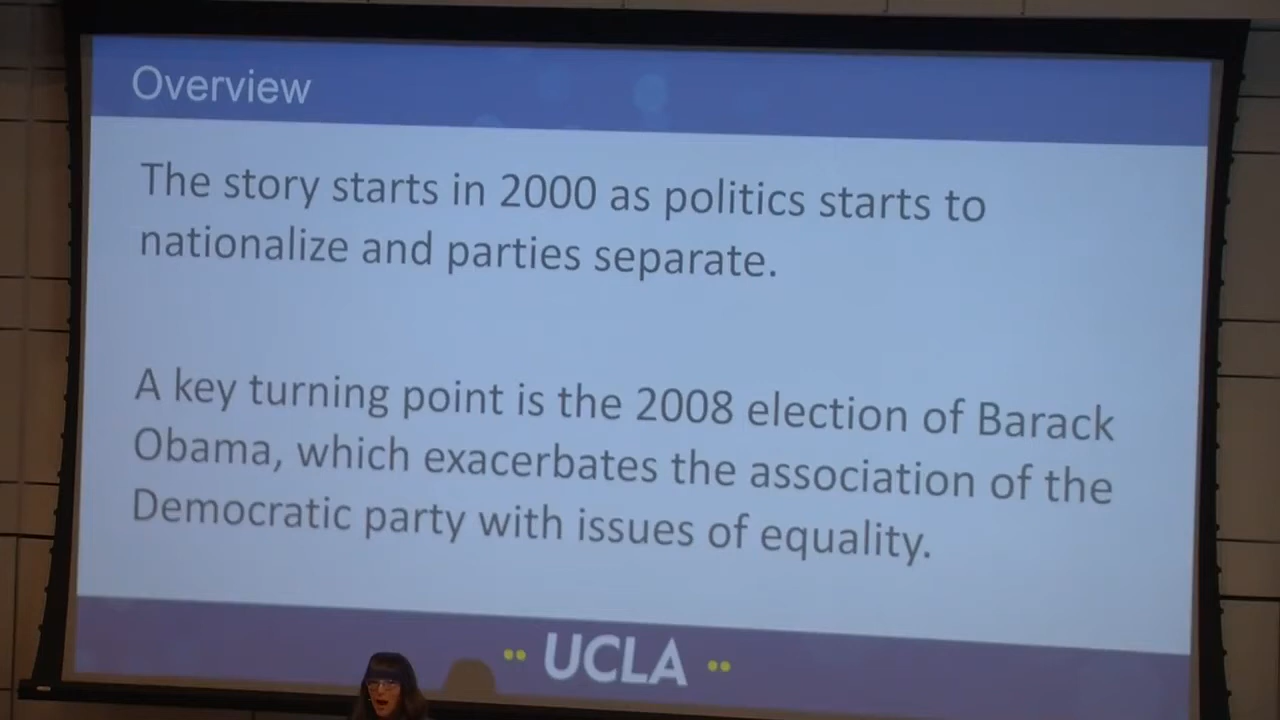 Overview
The story starts in 2000 as politics starts to
nationalize and parties separate.
A key turning point is the 2008 election of Barack
Obama, which exacerbates the association of the
Democratic party with issues of equality.
UCLA